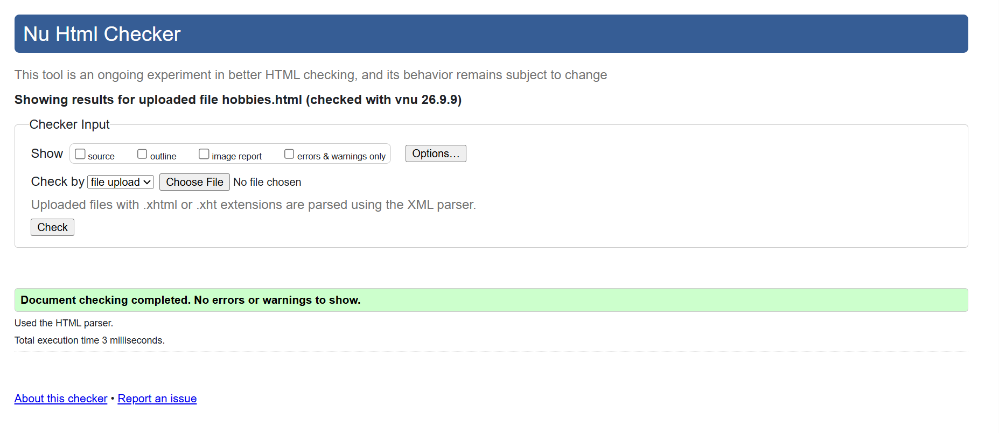 Nu Html Checker
This tool is an ongoing experiment in better HTML checking, and its behavior remains subject to change
Showing results for uploaded file hobbies.html (checked with vnu 26.9.9)
Checker Input
Show source outline image report errors & warnings only Options…
Check by file upload Choose File No file chosen
Uploaded files with .xhtml or .xht extensions are parsed using the XML parser.
Check
Document checking completed. No errors or warnings to show.
Used the HTML parser.
Total execution time 3 milliseconds.
About this checker • Report an issue